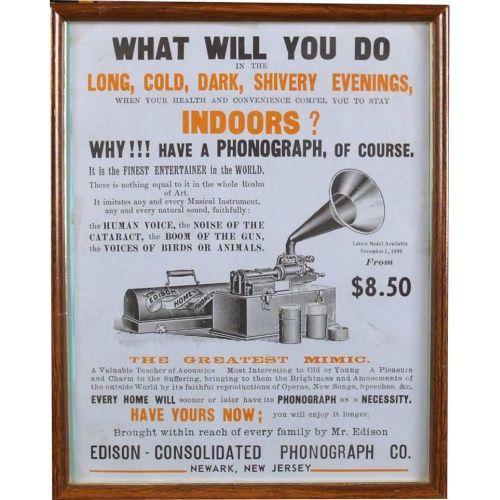 WHAT WILL YOU DO
IN THE
LONG, COLD, DARK, SHIVERY EVENINGS,
WHEN YOUR HEALTH AND CONVENIENCE COMPEL YOU TO STAY
INDOORS?
WHY!!! HAVE A PHONOGRAPH, OF COURSE.
It is the FINEST ENTERTAINER in the WORLD.
There is nothing equal to it in the whole Realm
of Art.
It imitates any and every Musical Instrument,
any and every natural sound, faithfully:
the HUMAN VOICE, the NOISE OF THE
CATARACT, the BOOM OF THE GUN,
the VOICES OF BIRDS OR ANIMALS.
Latest Model Available
November 1, 1899
From
$8.50
EDISON
HOME
THE GREATEST MIMIC.
A Valuable Teacher of Acoustics. Most Interesting to Old or Young A Pleasure
and Charm to the Suffering, bringing to them the Brightness and Amusements of
the outside World by its faithful reproductions of Operas, New Songs, Speeches, &c.
EVERY HOME WILL sooner or later have its PHONOGRAPH as a NECESSITY.
HAVE YOURS NOW; you will enjoy it longer.
Brought within reach of every family by Mr. Edison
EDISON - CONSOLIDATED PHONOGRAPH CO.
NEWARK, NEW JERSEY